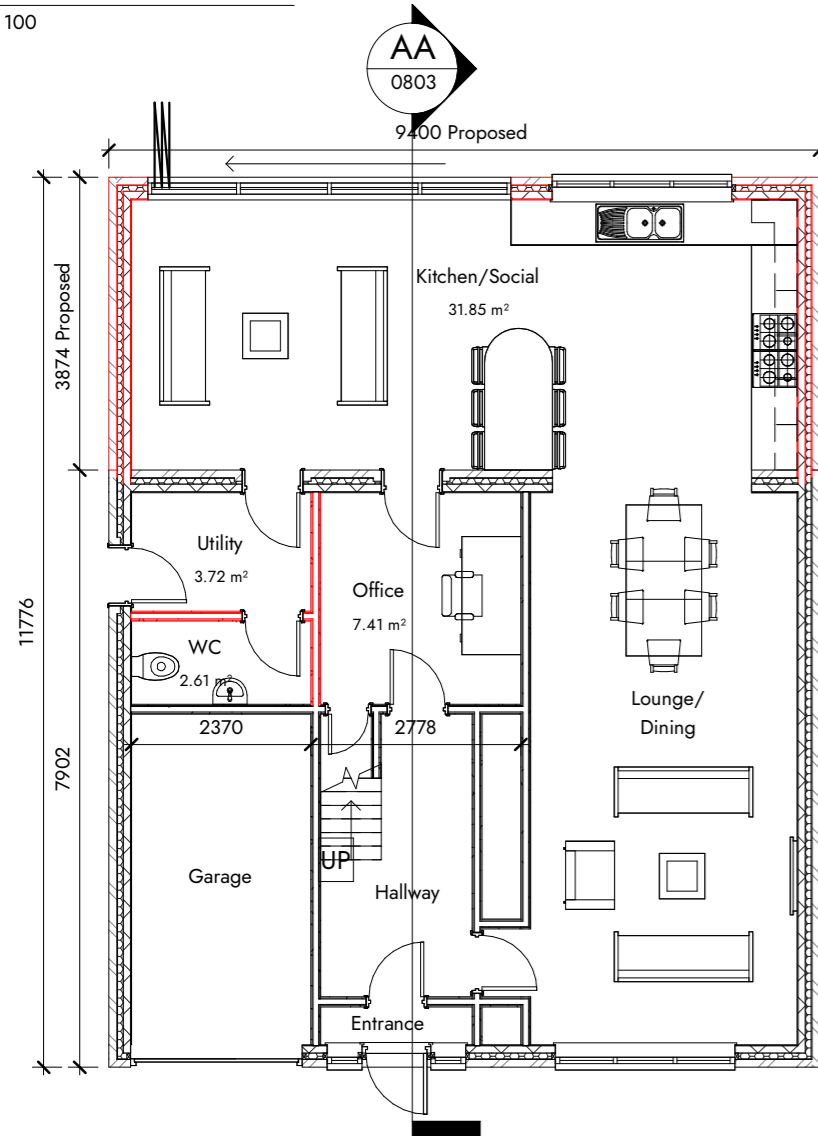 100
AA
0803
9400 Proposed
3874 Proposed
Kitchen/Social
31.85 m²
Utility
3.72 m²
Office
7.41 m²
WC
2.61 m²
11776
7902
2370
2778
Lounge/
Dining
Garage
UP
Hallway
Entrance